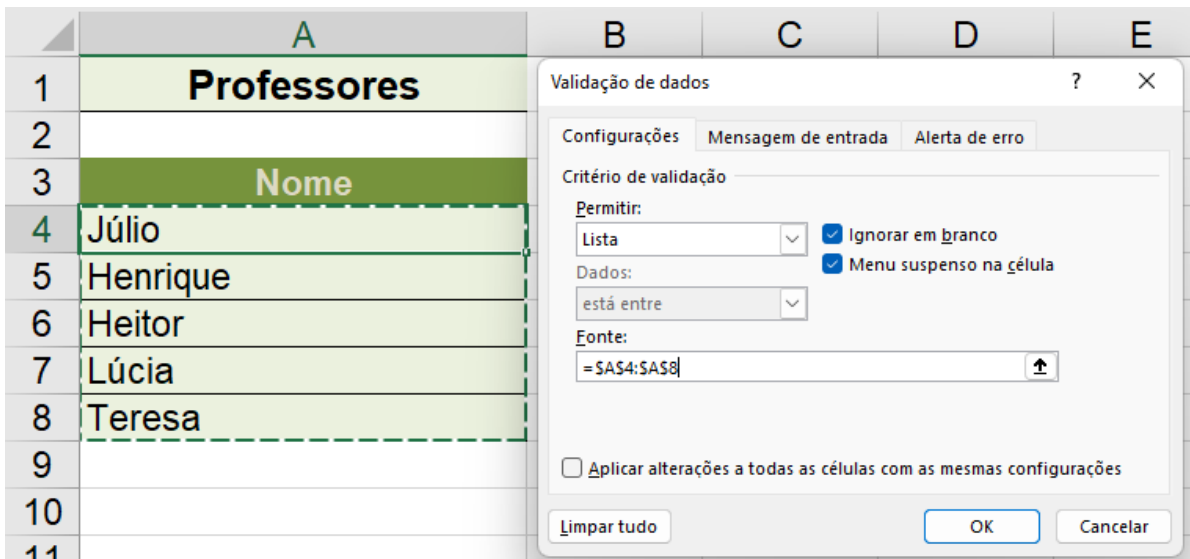 A B C D E
1 Professores
2
3 Nome
4 Júlio
5 Henrique
6 Heitor
7 Lúcia
8 Teresa
9
10
11
Validação de dados ? ×
Configurações Mensagem de entrada Alerta de erro
Critério de validação
Permitir:
Lista
Ignorar em branco
Menu suspenso na célula
Dados:
está entre
Fonte:
=$A$4:$A$8
Aplicar alterações a todas as células com as mesmas configurações
Limpar tudo OK Cancelar